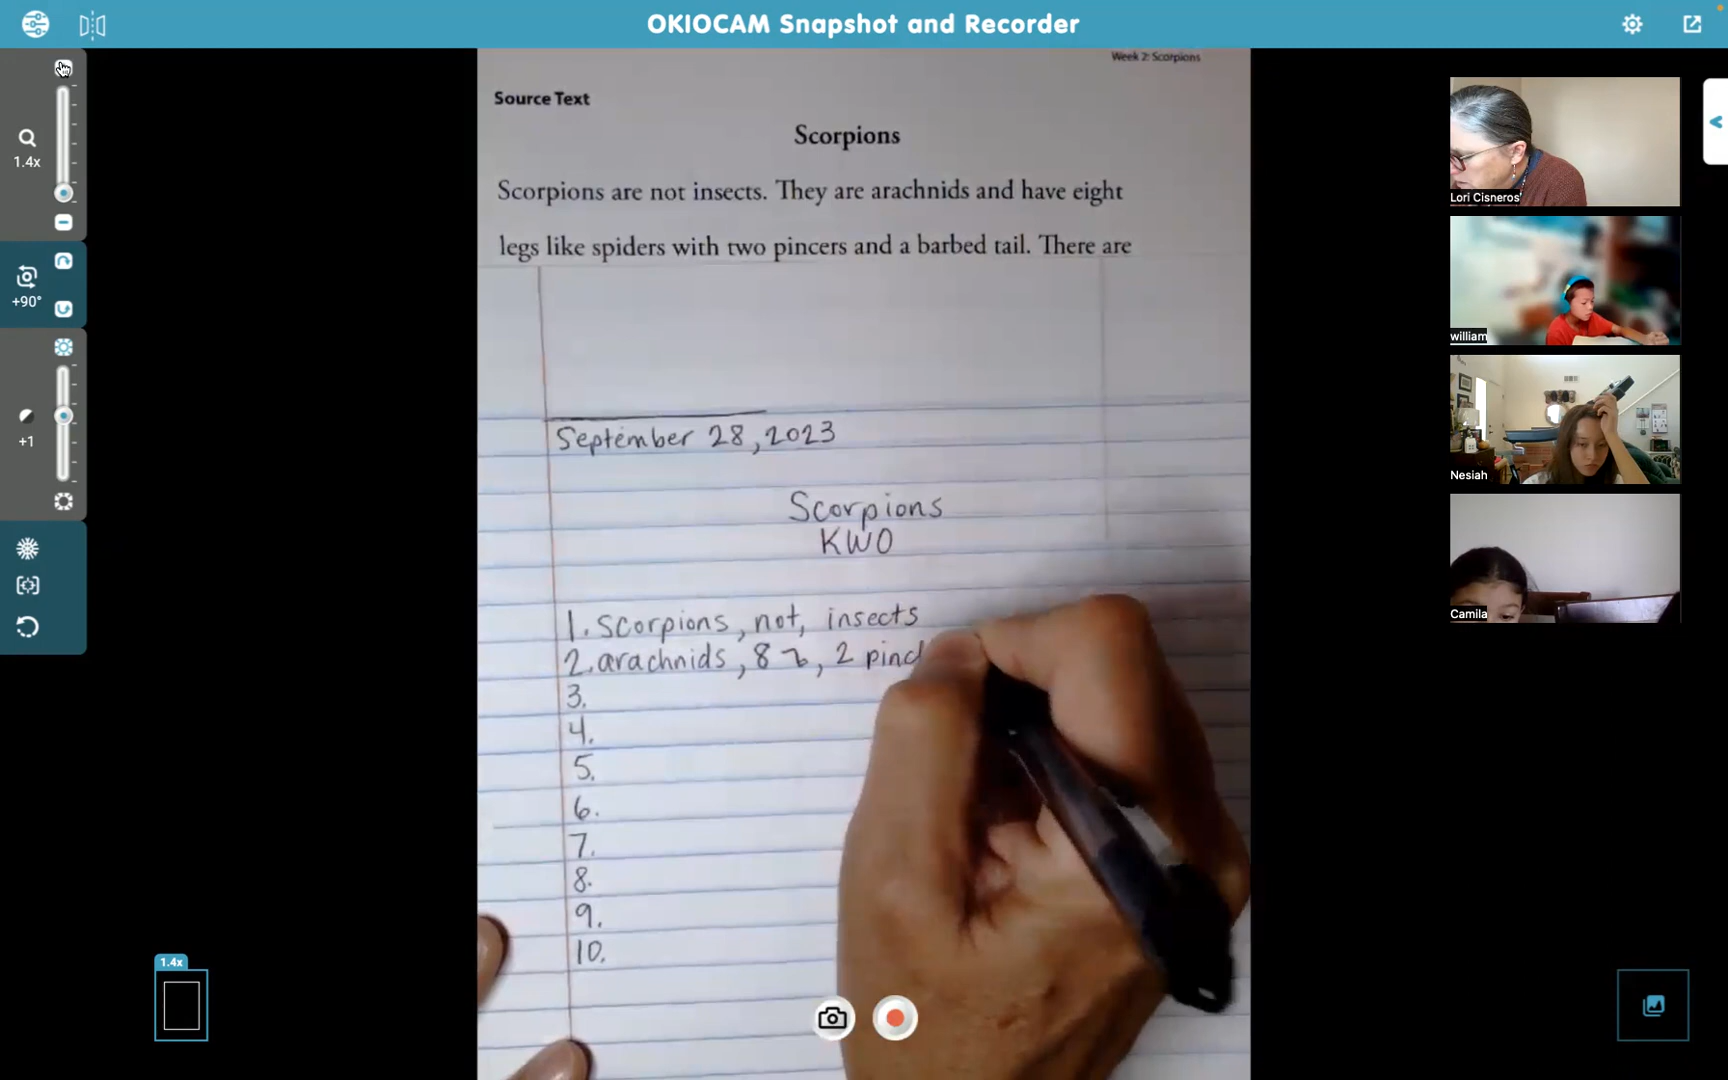 OKIOCAM Snapshot and Recorder
Week 2: Scorpions
Source Text
Scorpions
Scorpions are not insects. They are arachnids and have eight
legs like spiders with two pincers and a barbed tail. There are
September 28, 2023
Scorpions
KWO
1. scorpions, not, insects
2. arachnids, 8 , 2
3.
4.
5.
6.
7.
8.
9.
10.
1.4x
+90°
+1
1.4x
Lori Cisneros
william
Nesiah
Camila